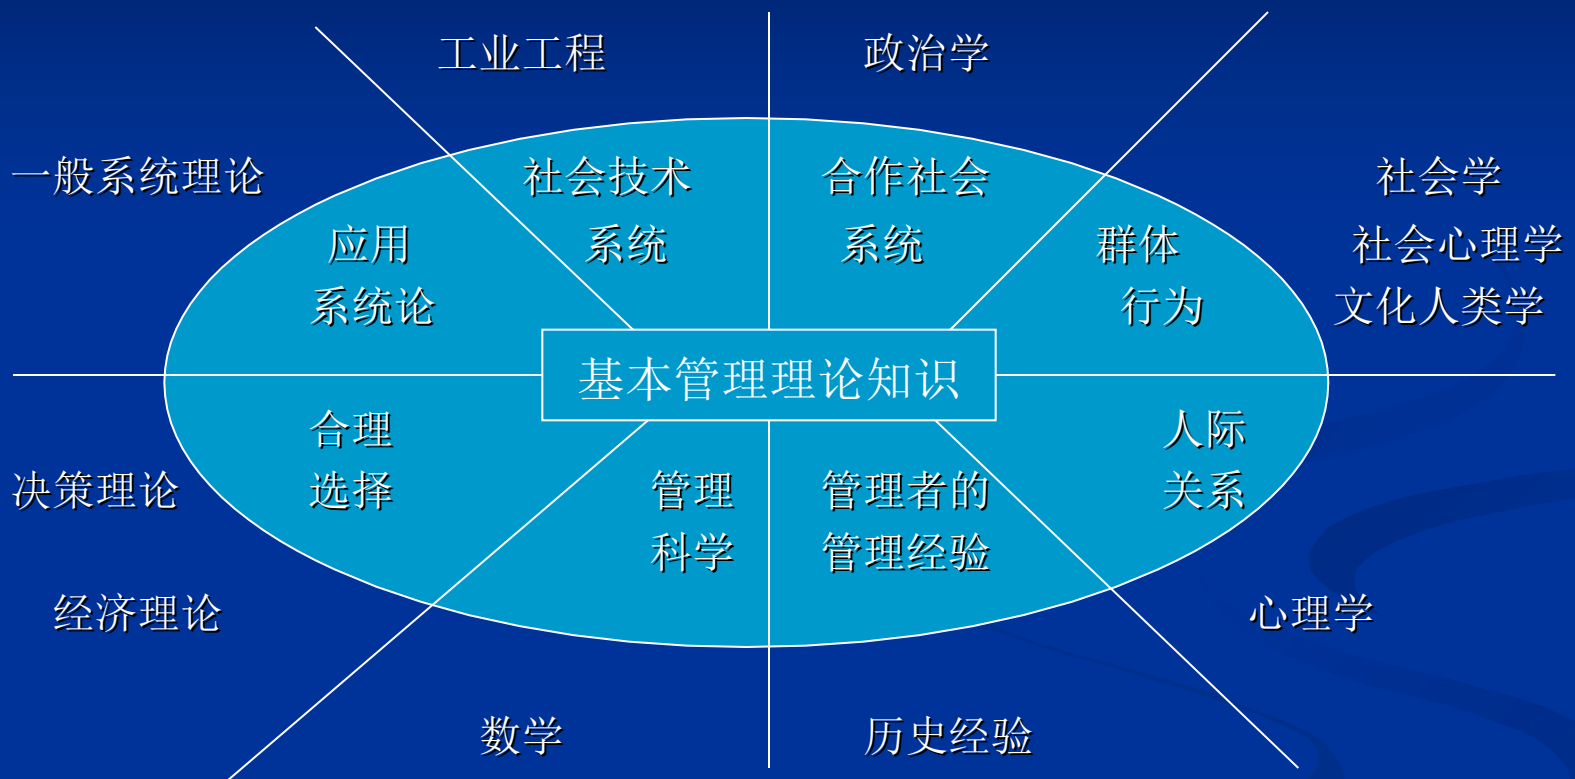 工业工程
政治学
一般系统理论
社会技术
系统
合作社会
系统
社会学
社会心理学
文化人类学
应用
系统论
群体
行为
基本管理理论知识
合理
选择
人际
关系
决策理论
管理
科学
管理者的
管理经验
经济理论
心理学
数学
历史经验